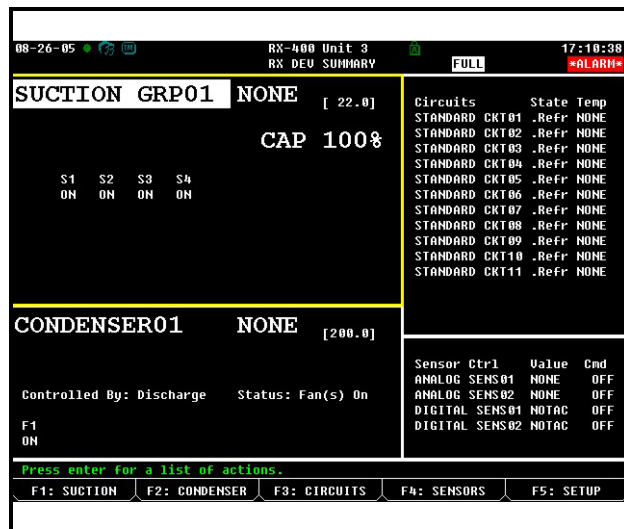 08-26-05 RX-400 Unit 3 17:10:38
RX DEV SUMMARY FULL *ALARM*
SUCTION GRP01 NONE [ 22.0]
CAP 100%
S1 S2 S3 S4
ON ON ON ON
Circuits State Temp
STANDARD CKT01 .Refr NONE
STANDARD CKT02 .Refr NONE
STANDARD CKT03 .Refr NONE
STANDARD CKT04 .Refr NONE
STANDARD CKT05 .Refr NONE
STANDARD CKT06 .Refr NONE
STANDARD CKT07 .Refr NONE
STANDARD CKT08 .Refr NONE
STANDARD CKT09 .Refr NONE
STANDARD CKT10 .Refr NONE
STANDARD CKT11 .Refr NONE
CONDENSER01 NONE [200.0]
Controlled By: Discharge Status: Fan(s) On
F1
ON
Sensor Ctrl Value Cmd
ANALOG SENS01 NONE OFF
ANALOG SENS02 NONE OFF
DIGITAL SENS01 NOTAC OFF
DIGITAL SENS02 NOTAC OFF
Press enter for a list of actions.
F1: SUCTION F2: CONDENSER F3: CIRCUITS F4: SENSORS F5: SETUP